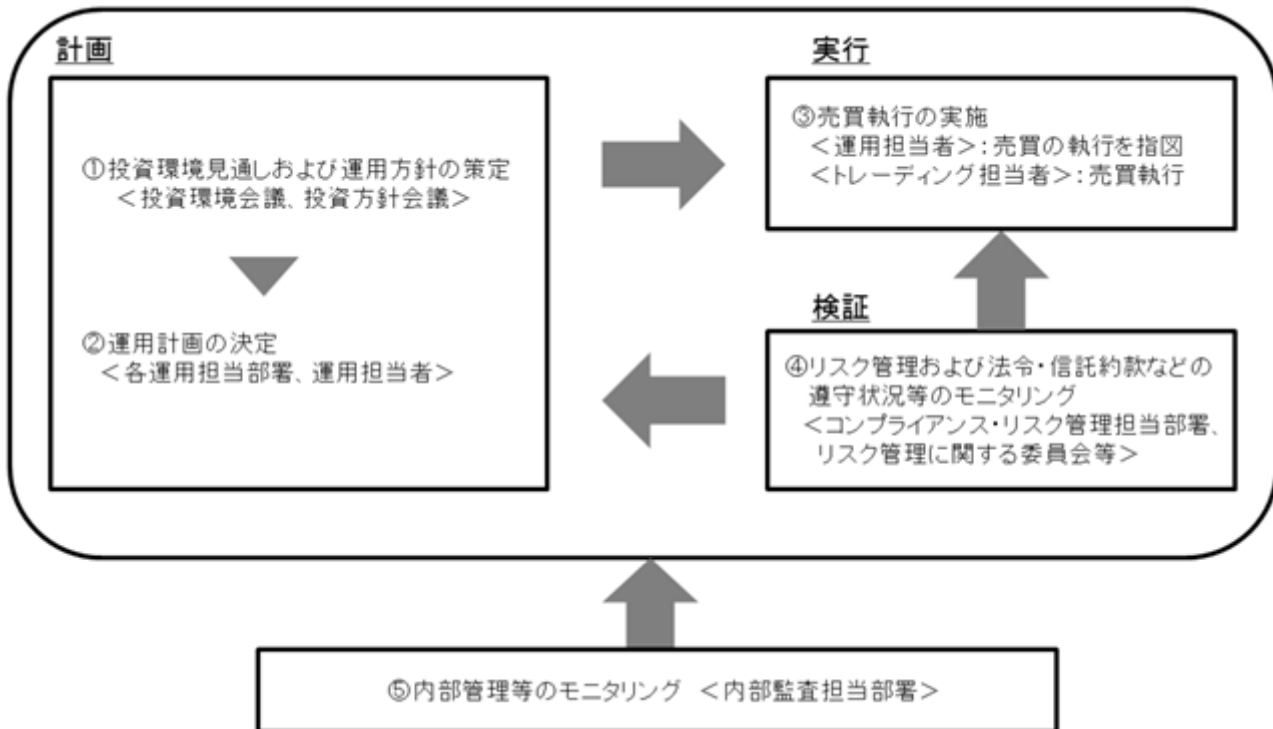 計画
①投資環境見通しおよび運用方針の策定
＜投資環境会議、投資方針会議＞
②運用計画の決定
＜各運用担当部署、運用担当者＞
実行
③売買執行の実施
＜運用担当者＞：売買の執行を指図
＜トレーディング担当者＞：売買執行
検証
④リスク管理および法令・信託約款などの
遵守状況等のモニタリング
＜コンプライアンス・リスク管理担当部署、
リスク管理に関する委員会等＞
⑤内部管理等のモニタリング ＜内部監査担当部署＞